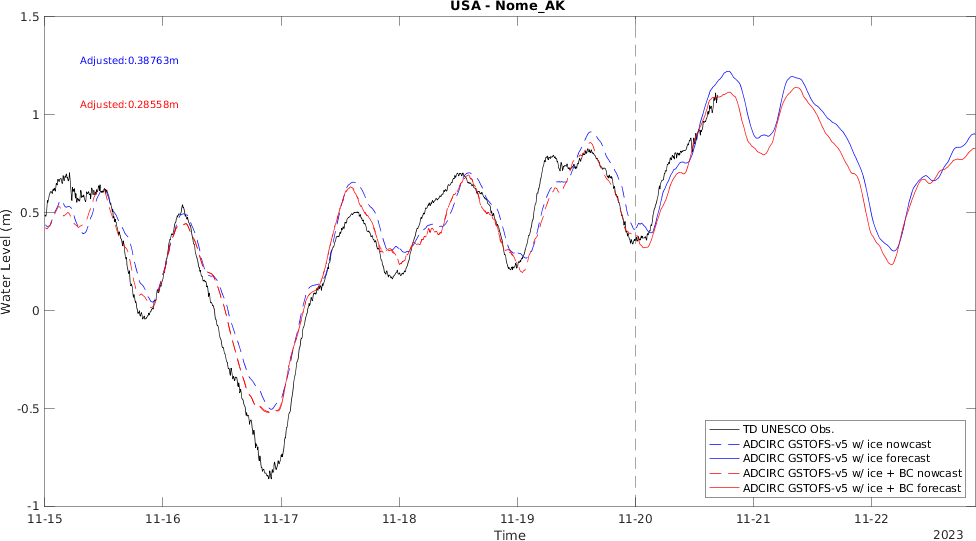 USA - Nome_AK
Adjusted:0.38763m
Adjusted:0.28558m
Water Level (m)
1.5
1
0.5
0
-0.5
-1
11-15
11-16
11-17
11-18
11-19
11-20
11-21
11-22
2023
Time
TD UNESCO Obs.
ADCIRC GSTOFS-v5 w/ ice nowcast
ADCIRC GSTOFS-v5 w/ ice forecast
ADCIRC GSTOFS-v5 w/ ice + BC nowcast
ADCIRC GSTOFS-v5 w/ ice + BC forecast